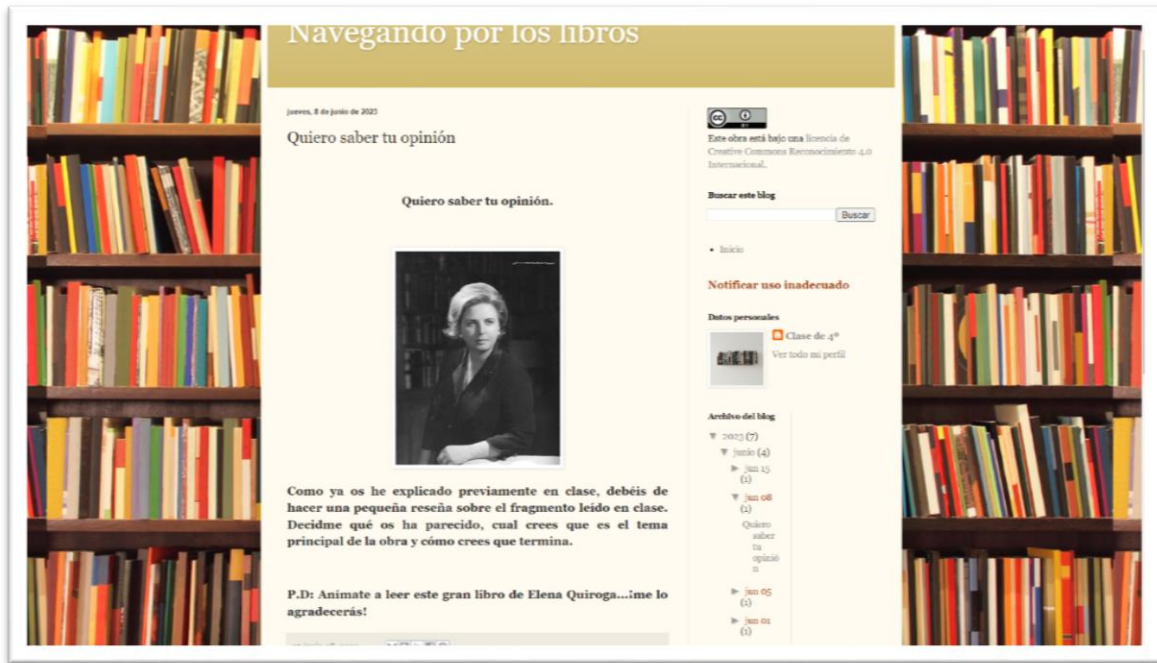 Navegando por los libros
jueves, 8 de junio de 2023
Quiero saber tu opinión
Quiero saber tu opinión.
Como ya os he explicado previamente en clase, debéis de
hacer una pequeña reseña sobre el fragmento leído en clase.
Decidme qué os ha parecido, cual crees que es el tema
principal de la obra y cómo crees que termina.
P.D: Anímate a leer este gran libro de Elena Quiroga...¡me lo
agradecerás!
Este obra está bajo una licencia de
Creative Commons Reconocimiento 4.0
Internacional.
Buscar este blog
Buscar
Inicio
Notificar uso inadecuado
Datos personales
Clase de 4º
Ver todo mi perfil
Archivo del blog
▼ 2023 (7)
▼ junio (4)
► jun 15
(1)
▼ jun 08
(1)
Quiero
saber
tu
opinió
n
► jun 05
(1)
► jun 01
(1)